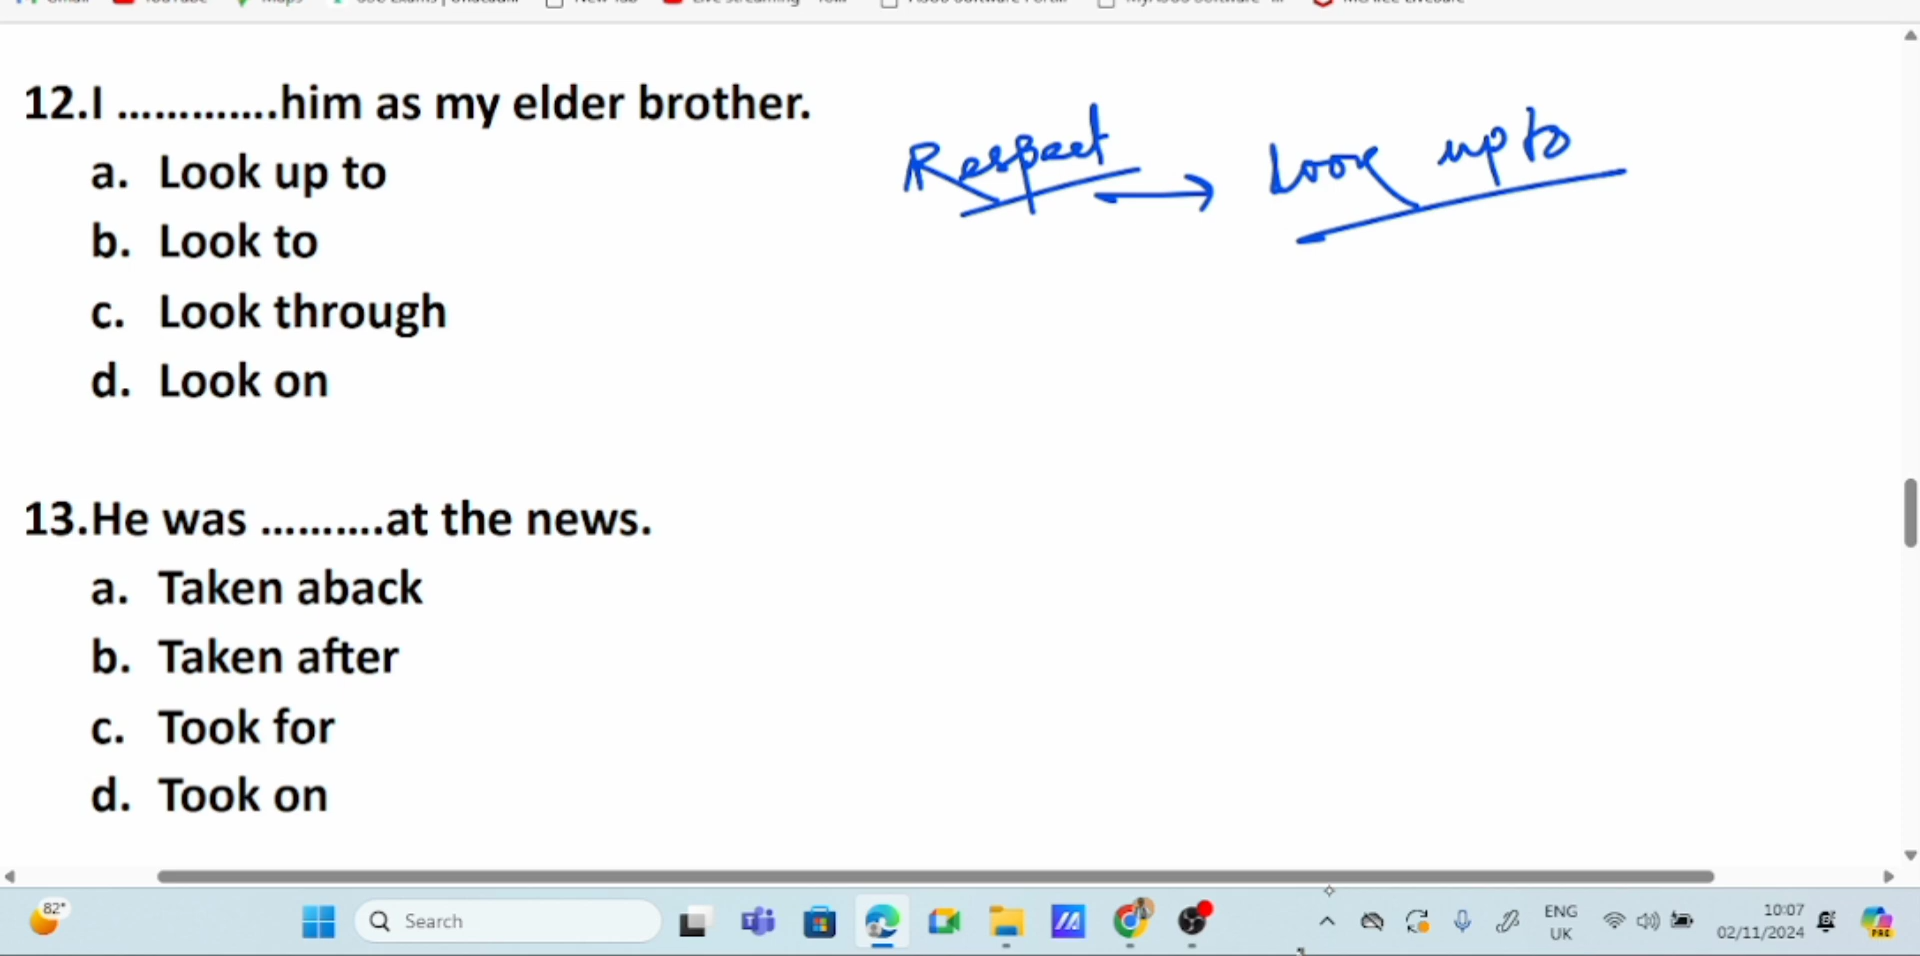 12.I .............him as my elder brother.
a. Look up to
b. Look to
c. Look through
d. Look on
Respect → Look up to
13.He was ..........at the news.
a. Taken aback
b. Taken after
c. Took for
d. Took on
82°
Search
ENG
UK
10:07
02/11/2024